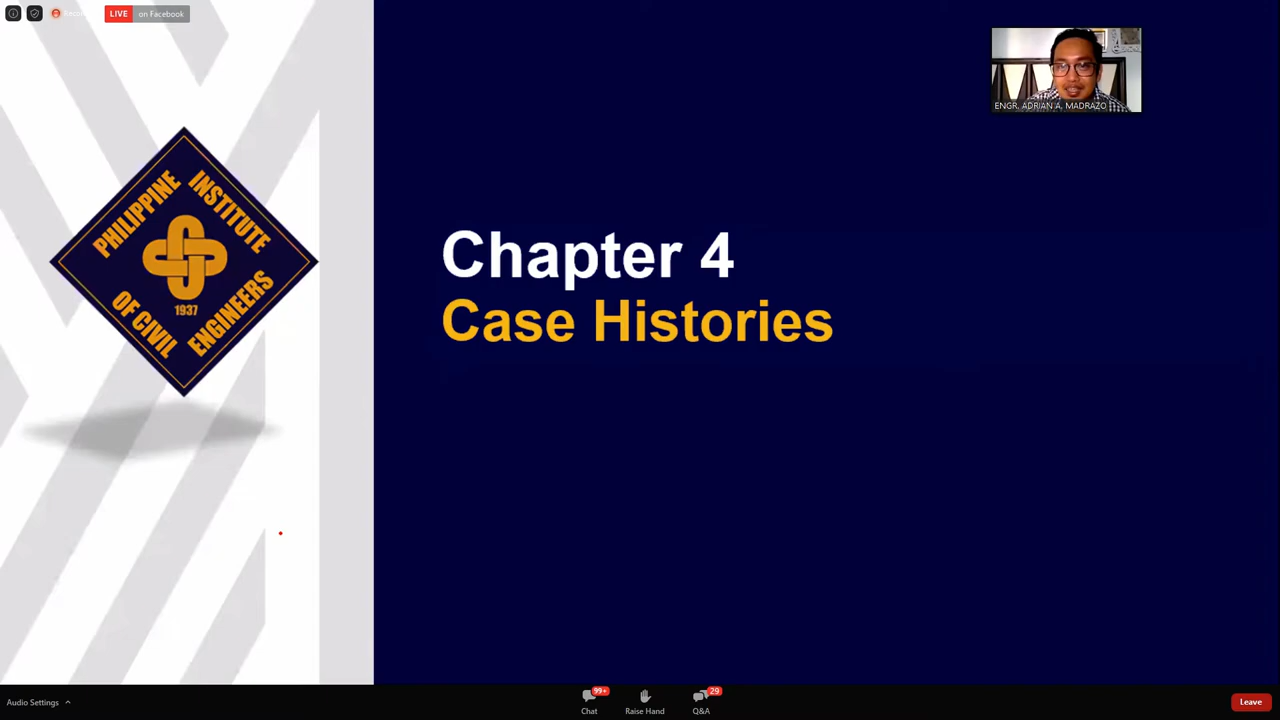 LIVE on Facebook
ENGR. ADRIAN A. MADRAZO
PHILIPPINE
INSTITUTE
OF CIVIL
ENGINEERS
1937
Chapter 4
Case Histories
Audio Settings
99+
Chat
Raise Hand
29
Q&A
Leave